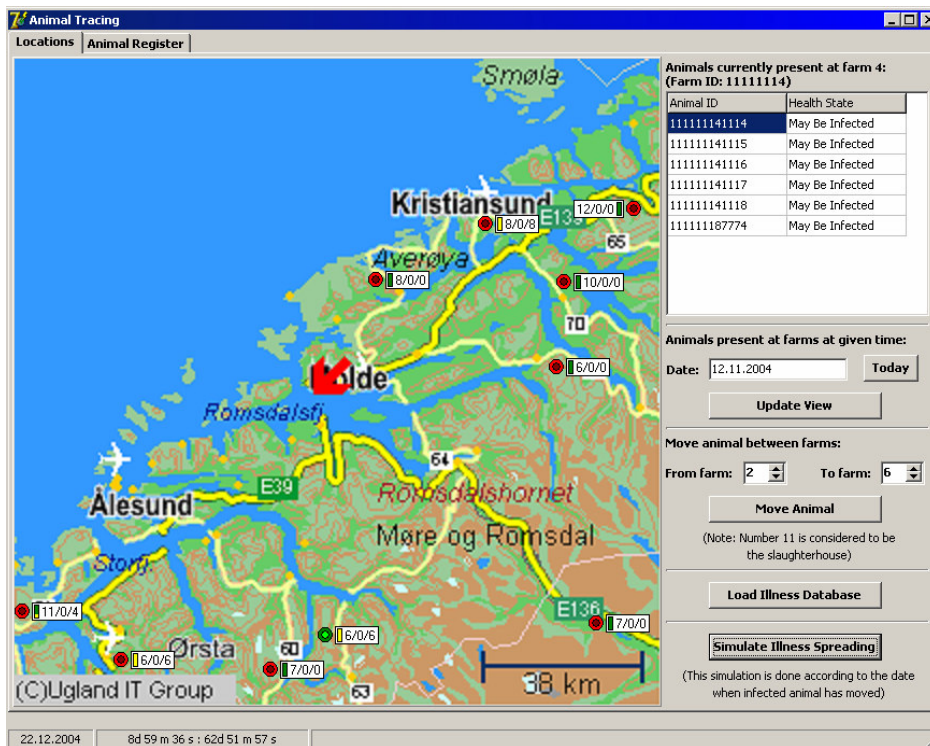 Animal Tracing
Locations
Animal Register
Smøla
Kristiansund
12/0/0
E13
8/0/8
65
Averøya
8/0/0
10/0/0
70
6/0/0
Molde
Romsdalsfj.
64
E39
Romsdalshornet
Ålesund
Møre og Romsdal
Storfj.
11/0/4
E136
7/0/0
6/0/6
Ørsta
60
6/0/6
7/0/0
63
38 km
(C)Ugland IT Group
Animals currently present at farm 4:
(Farm ID: 11111114)
Animal ID Health State
111111141114 May Be Infected
111111141115 May Be Infected
111111141116 May Be Infected
111111141117 May Be Infected
111111141118 May Be Infected
111111187774 May Be Infected
Animals present at farms at given time:
Date: 12.11.2004 Today
Update View
Move animal between farms:
From farm: 2 To farm: 6
Move Animal
(Note: Number 11 is considered to be
the slaughterhouse)
Load Illness Database
Simulate Illness Spreading
(This simulation is done according to the date
when infected animal has moved)
22.12.2004 8d 59 m 36 s : 62d 51 m 57 s